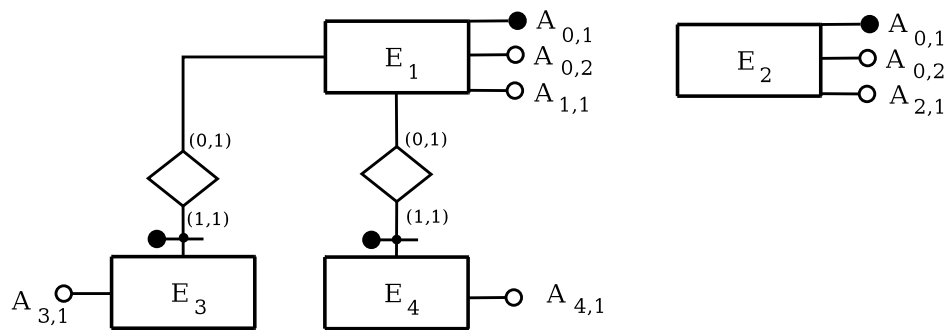 E1 A0,1
A0,2
A1,1
E2 A0,1
A0,2
A2,1
(0,1)
(0,1)
(1,1)
(1,1)
A3,1 E3
E4 A4,1